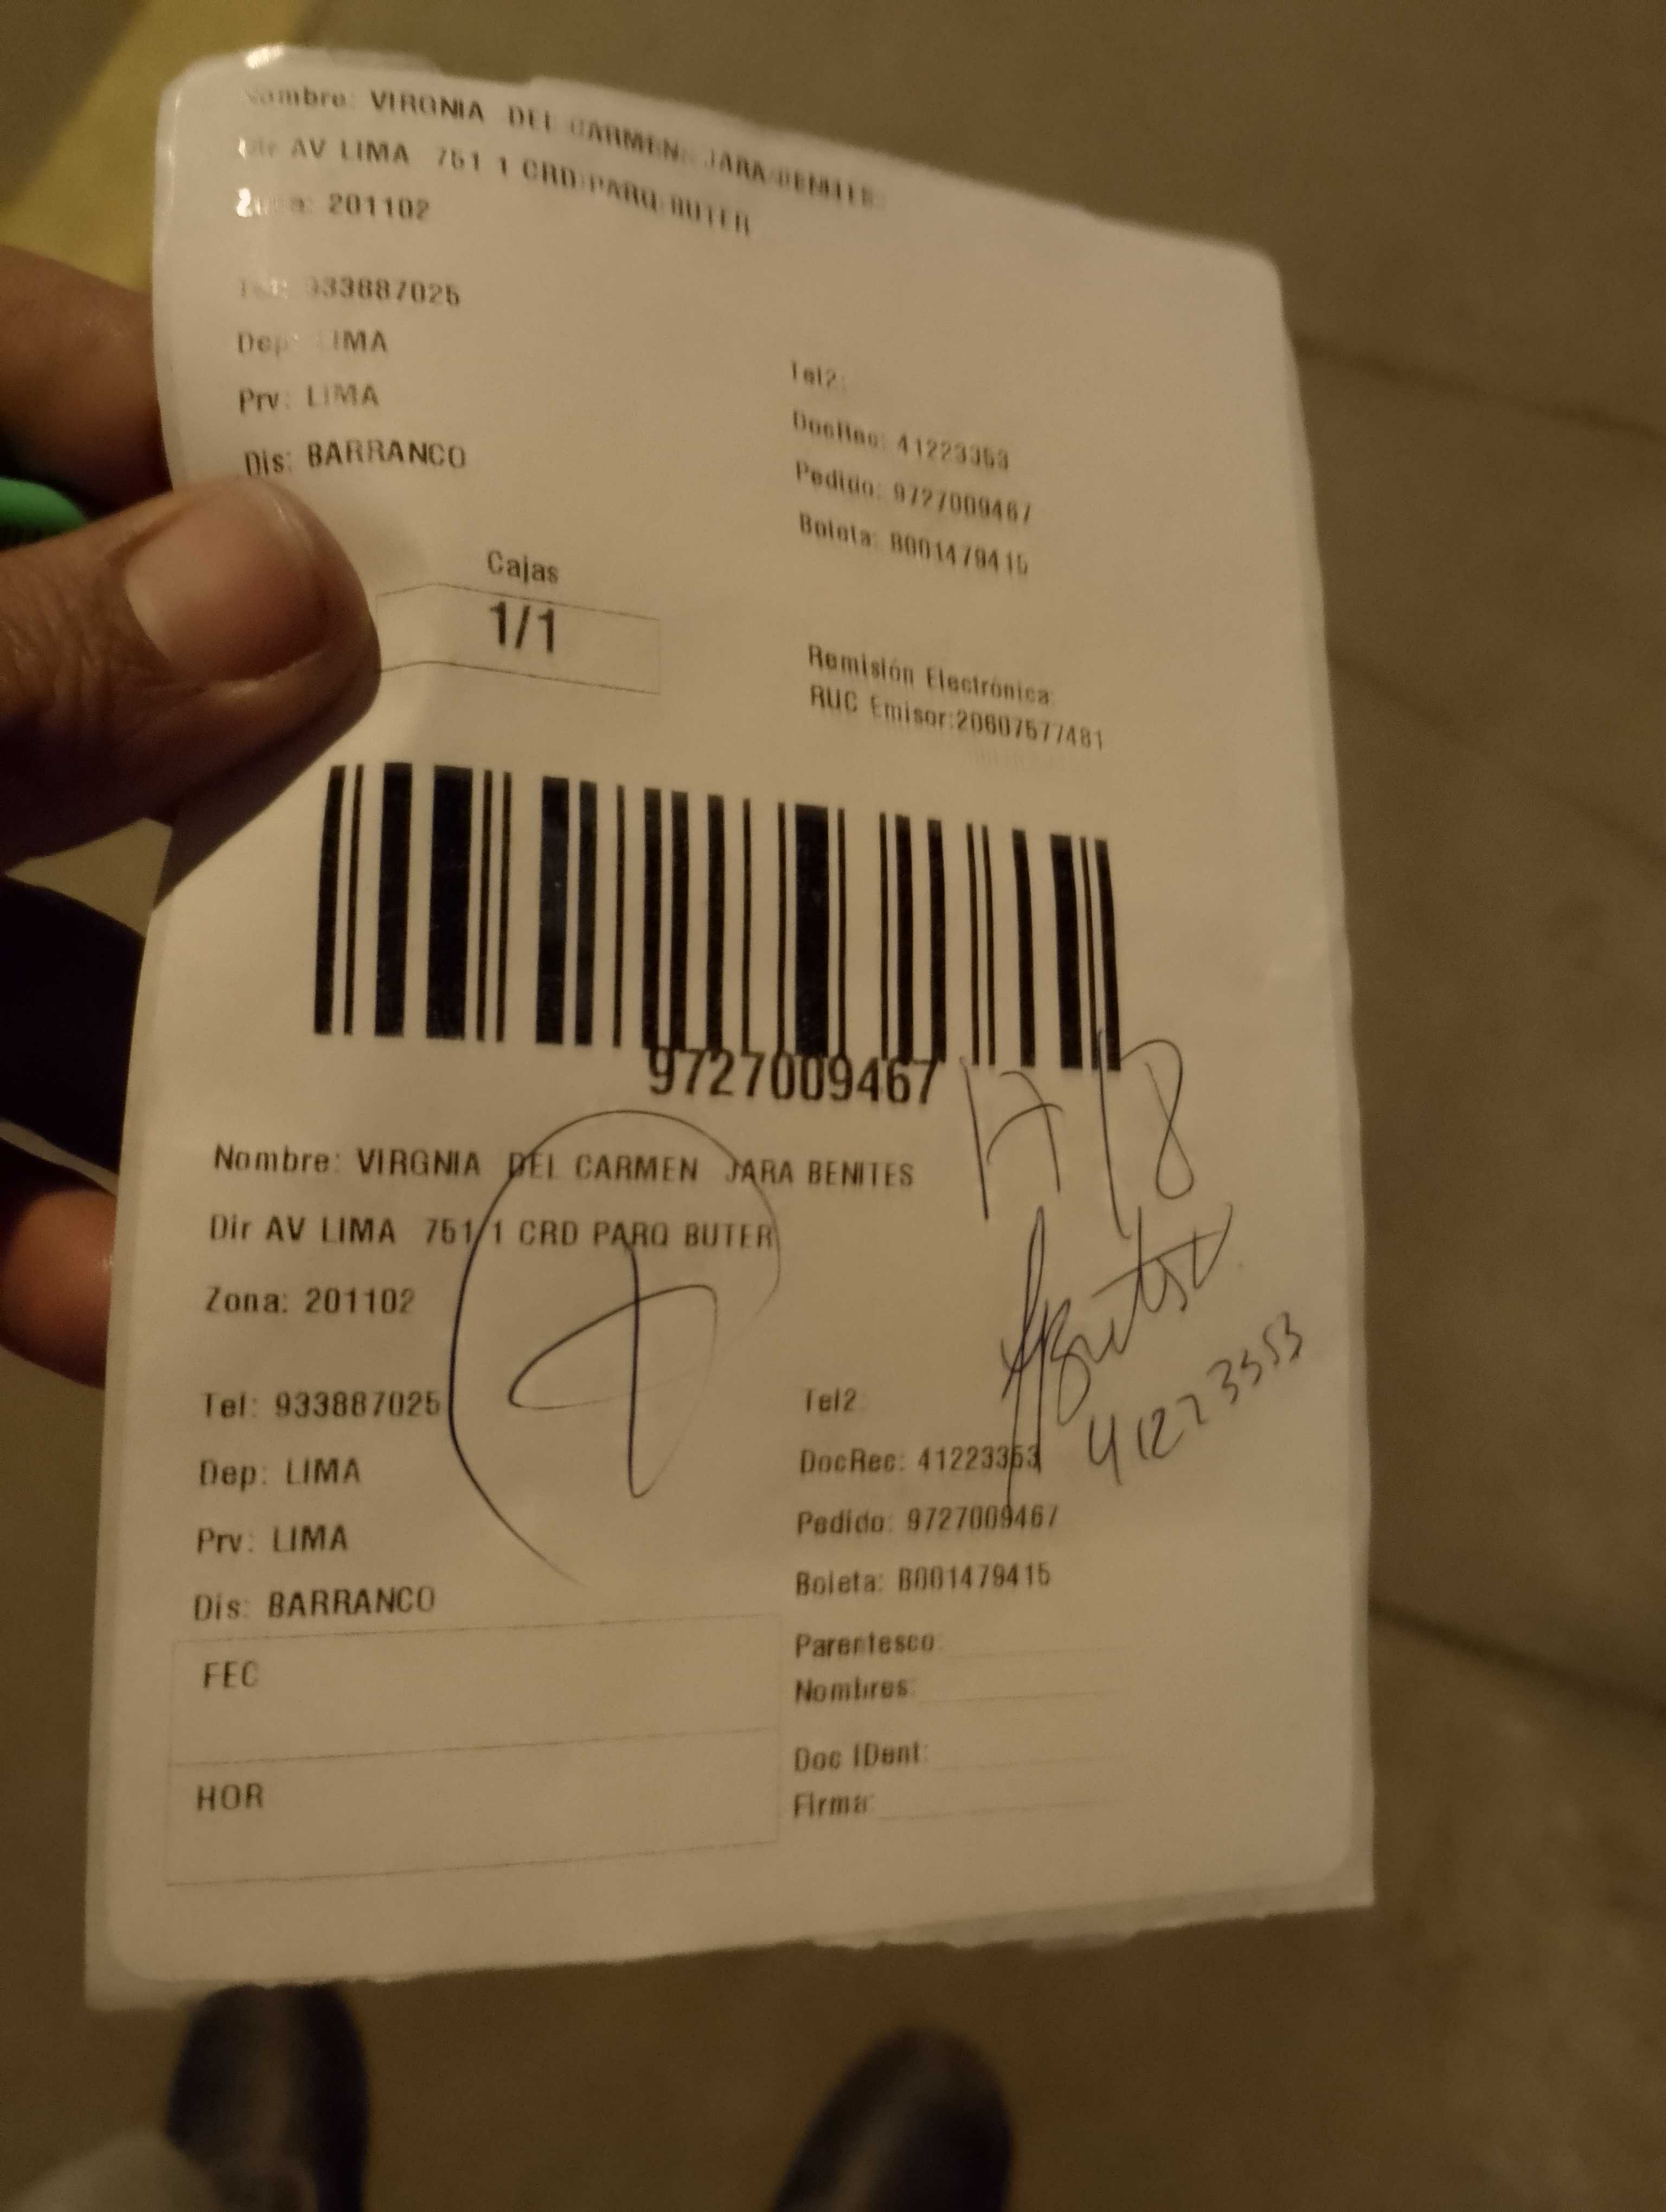 Nombre: VIRGNIA DEL CARMEN JARA BENITES
Dir AV LIMA 751 1 CRD PARQ BUTER
Zona: 201102
Tel: 933887025
Dep: LIMA
Prv: LIMA
Dis: BARRANCO
Tel2:
DocRec: 41223353
Pedido: 9727009467
Boleta: B001479415
Cajas
1/1
Remisión Electrónica:
RUC Emisor:20607577481
9727009467
17/8
Nombre: VIRGNIA DEL CARMEN JARA BENITES
Dir AV LIMA 751 1 CRD PARQ BUTER
Zona: 201102
Tel: 933887025
Dep: LIMA
Prv: LIMA
Dis: BARRANCO
41223353
Tel2:
DocRec: 41223353
Pedido: 9727009467
Boleta: B001479415
Parentesco:
Nombres:
Doc IDent:
Firma:
FEC
HOR